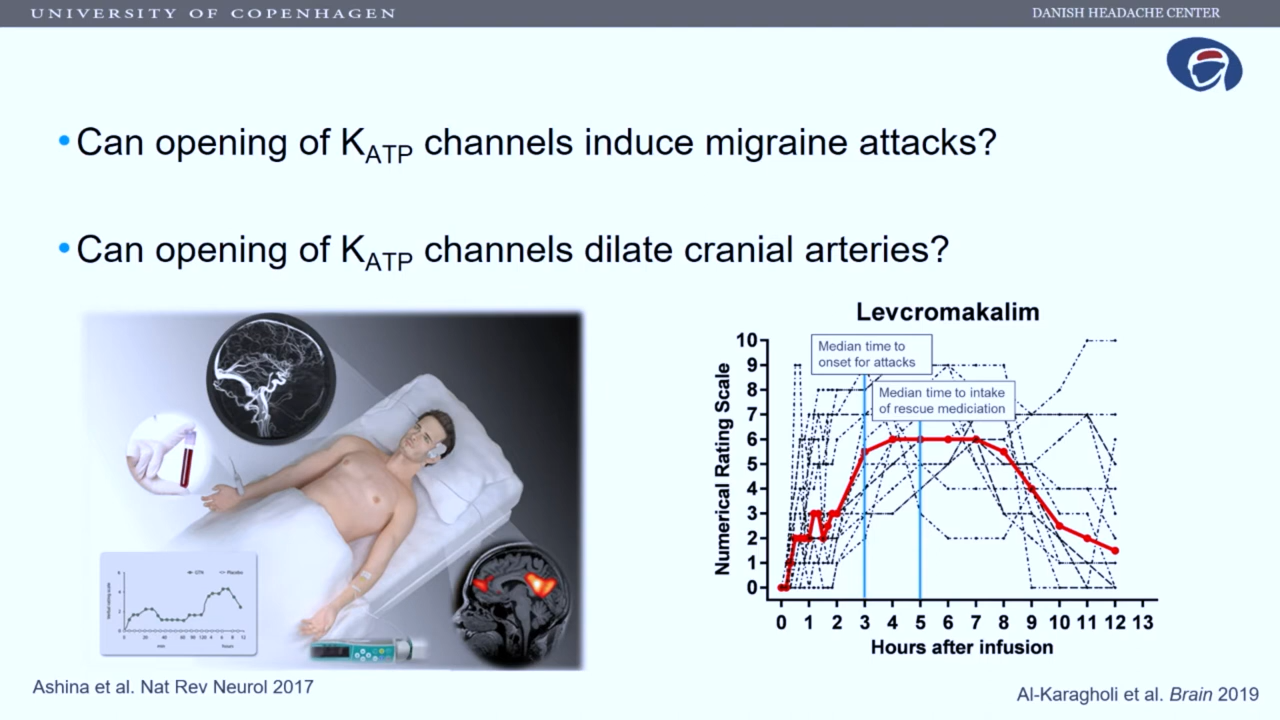 UNIVERSITY OF COPENHAGEN
DANISH HEADACHE CENTER
• Can opening of K_ATP channels induce migraine attacks?
• Can opening of K_ATP channels dilate cranial arteries?
Levcromakalim
Median time to
onset for attacks
Median time to intake
of rescue mediciation
Numerical Rating Scale
10
9
8
7
6
5
4
3
2
1
0
0 1 2 3 4 5 6 7 8 9 10 11 12 13
Hours after infusion
Placebo
min
hours
Ashina et al. Nat Rev Neurol 2017
Al-Karagholi et al. Brain 2019